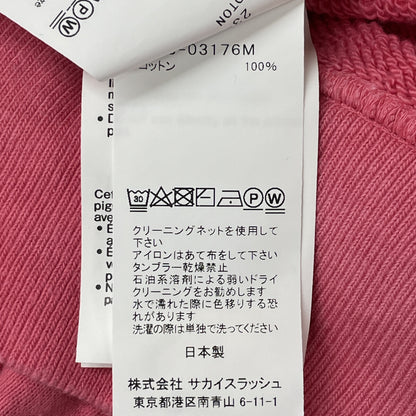 -03176M
コットン 100%
30
P W
クリーニングネットを使用して
下さい
アイロンはあて布をして下さい
タンブラー乾燥禁止
石油系溶剤による弱いドライ
クリーニングをお勧めします
水で濡れた際に色移りする恐
れがあります
洗濯の際は単独で洗ってください
日本製
株式会社 サカイスラッシュ
東京都港区南青山 6-11-1
P W
Cet
pig
ave